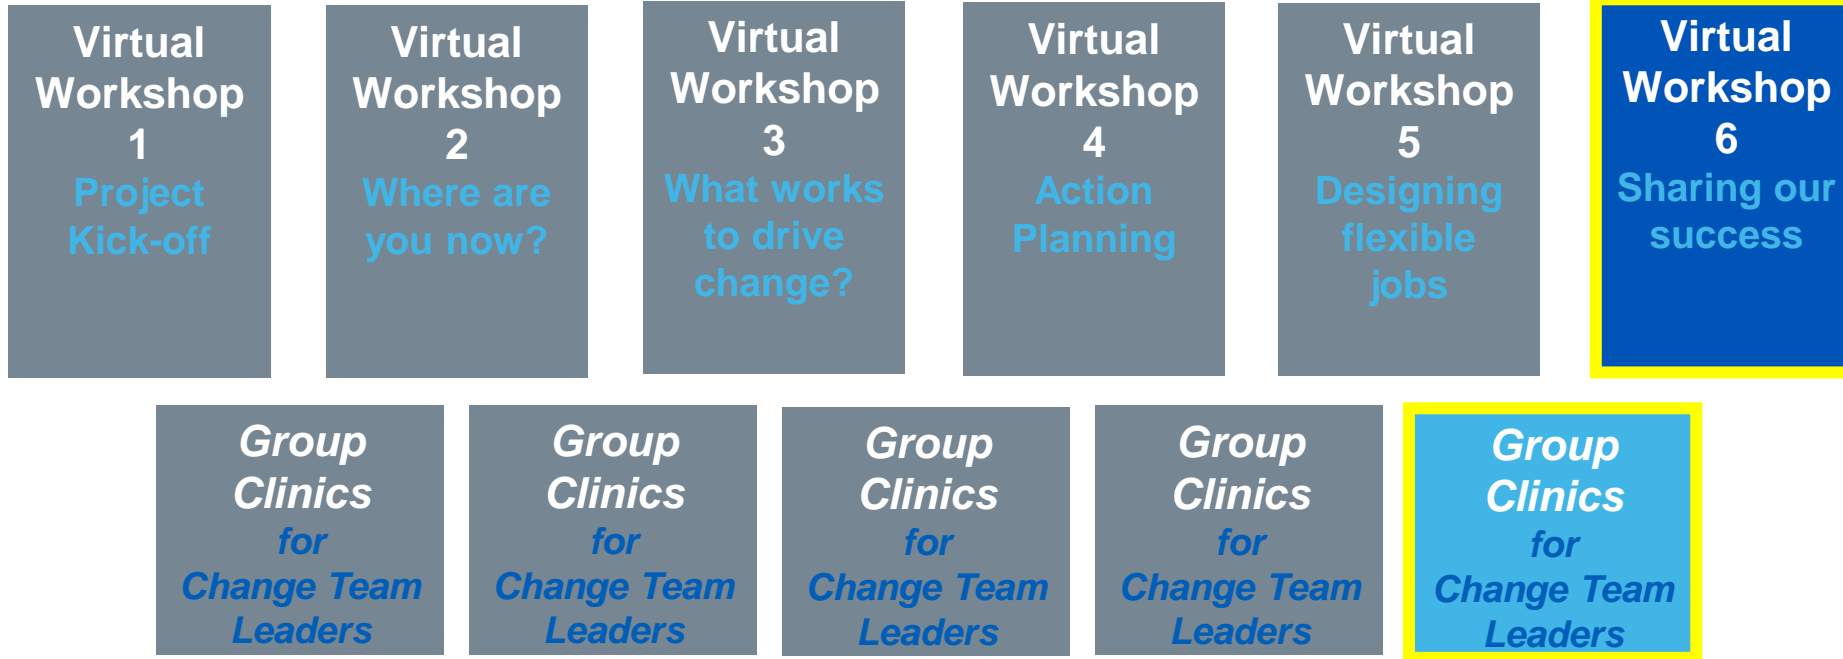 Virtual
Workshop
1
Project
Kick-off
Virtual
Workshop
2
Where are
you now?
Virtual
Workshop
3
What works
to drive
change?
Virtual
Workshop
4
Action
Planning
Virtual
Workshop
5
Designing
flexible
jobs
Virtual
Workshop
6
Sharing our
success
Group
Clinics
for
Change Team
Leaders
Group
Clinics
for
Change Team
Leaders
Group
Clinics
for
Change Team
Leaders
Group
Clinics
for
Change Team
Leaders
Group
Clinics
for
Change Team
Leaders